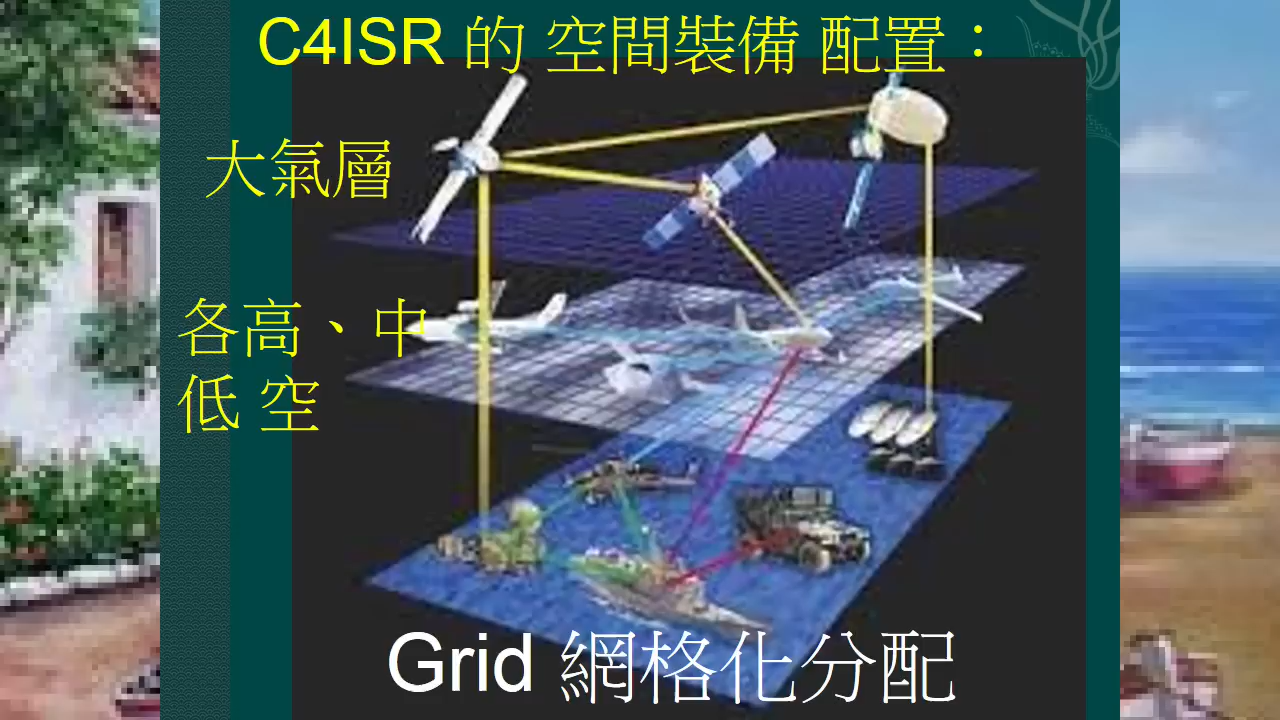 C4ISR 的 空間裝備 配置：
大氣層
各高、中
低 空
Grid 網格化分配